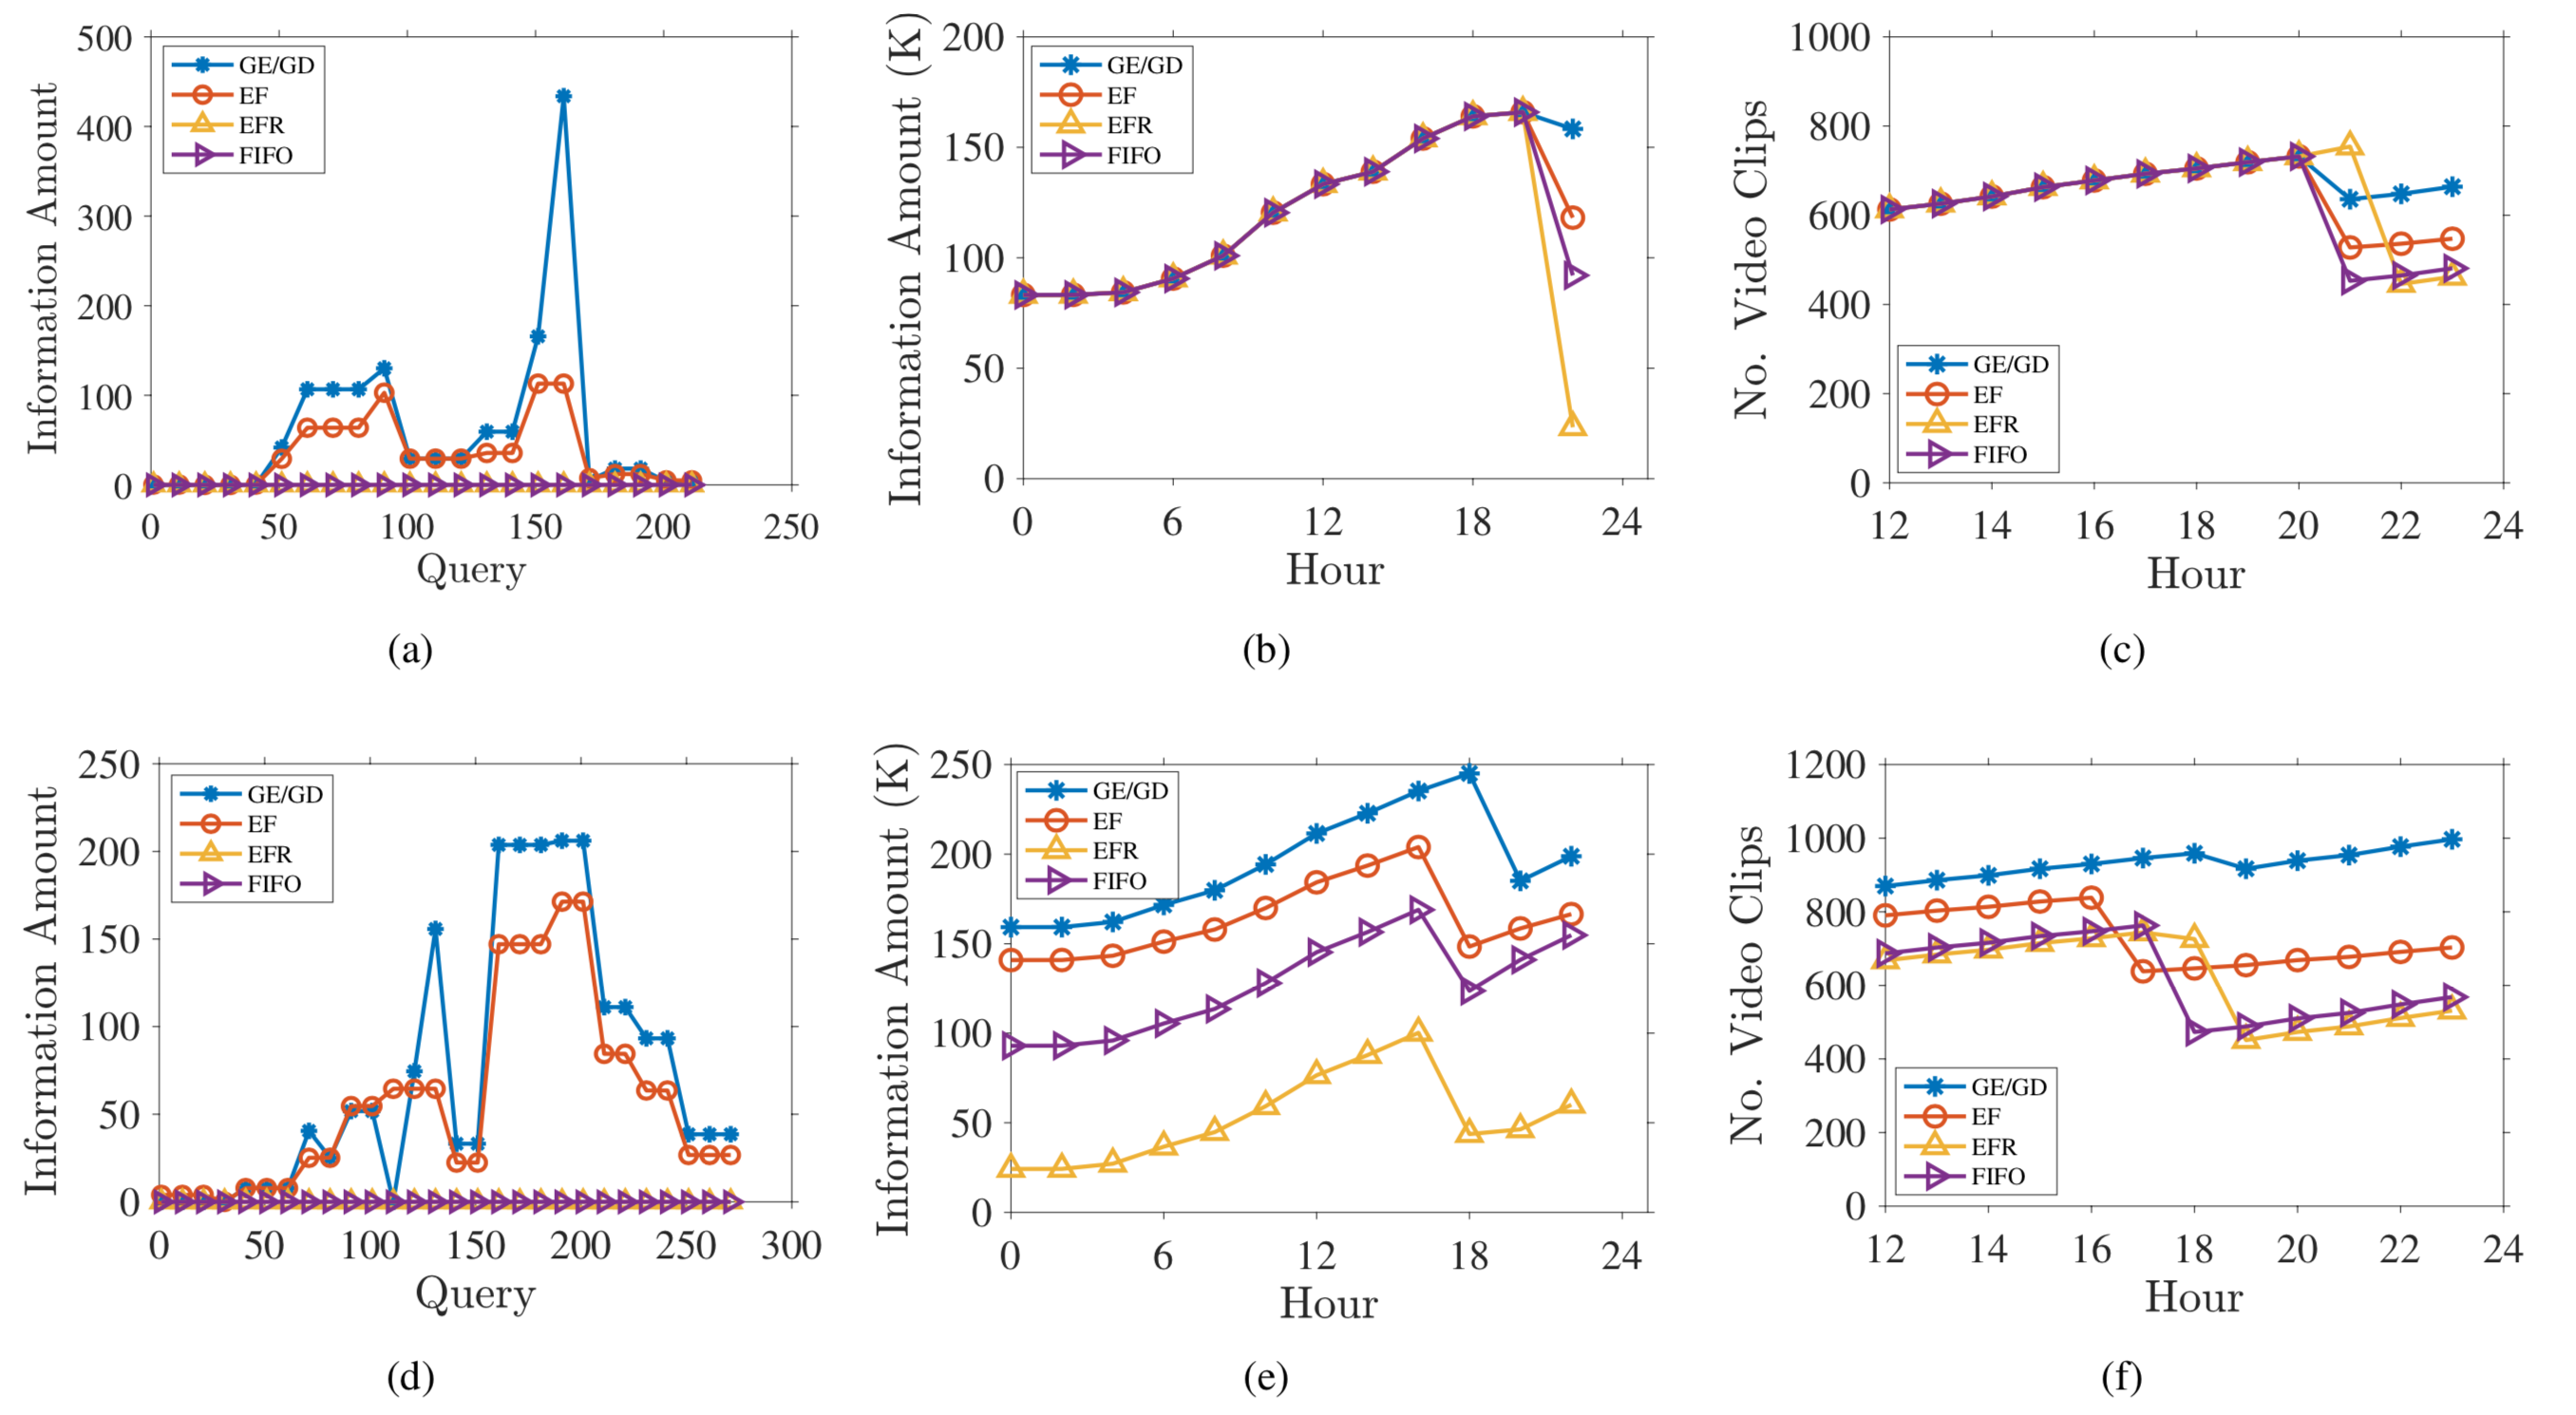 Information Amount
500
400
300
200
100
0
GE/GD
EF
EFR
FIFO
0 50 100 150 200 250
Query
(a)
Information Amount (K)
200
150
100
50
0
GE/GD
EF
EFR
FIFO
0 6 12 18 24
Hour
(b)
No. Video Clips
1000
800
600
400
200
0
GE/GD
EF
EFR
FIFO
12 14 16 18 20 22 24
Hour
(c)
Information Amount
250
200
150
100
50
0
GE/GD
EF
EFR
FIFO
0 50 100 150 200 250 300
Query
(d)
Information Amount (K)
250
200
150
100
50
0
GE/GD
EF
EFR
FIFO
0 6 12 18 24
Hour
(e)
No. Video Clips
1200
1000
800
600
400
200
0
GE/GD
EF
EFR
FIFO
12 14 16 18 20 22 24
Hour
(f)